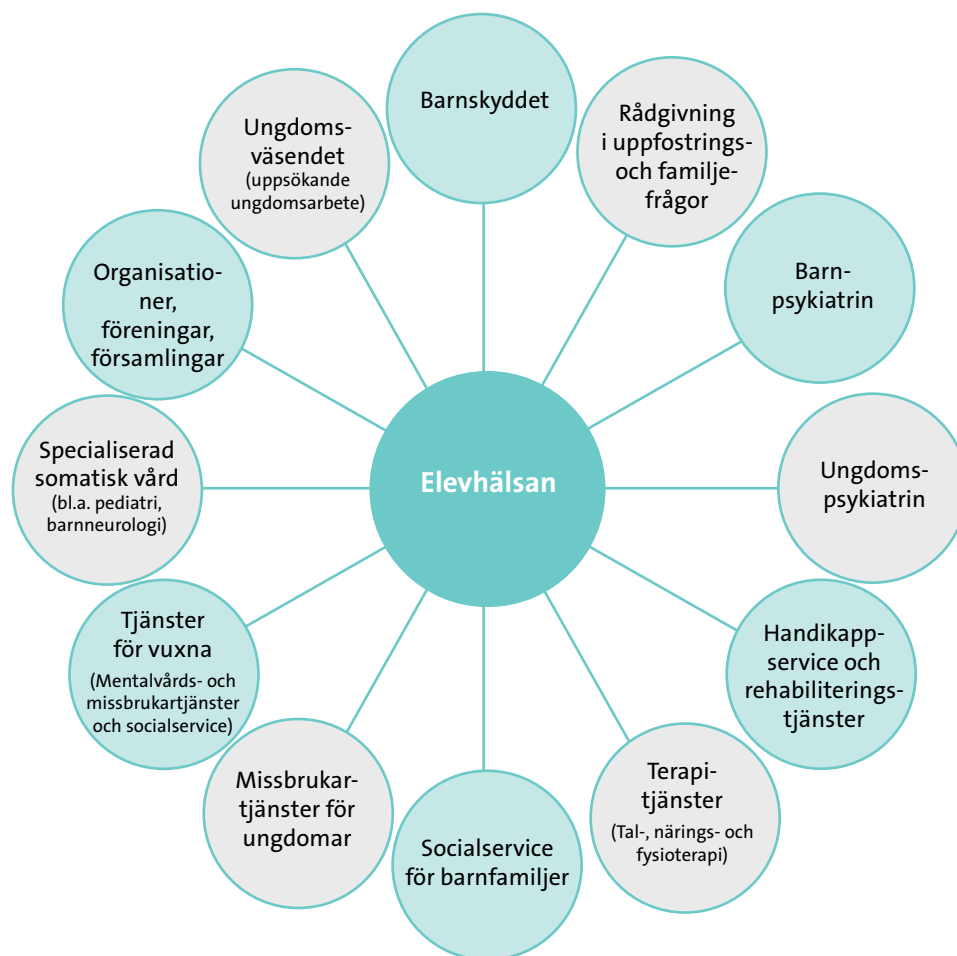 Barnskyddet
Rådgivning
i uppfostrings-
och familje-
frågor
Barn-
psykiatrin
Ungdoms-
psykiatrin
Handikapp-
service och
rehabiliterings-
tjänster
Terapi-
tjänster
(Tal-, närings- och
fysioterapi)
Socialservice
för barnfamiljer
Missbrukar-
tjänster för
ungdomar
Tjänster
för vuxna
(Mentalvårds- och
missbrukartjänster
och socialservice)
Specialiserad
somatisk vård
(bl.a. pediatri,
barnneurologi)
Organisatio-
ner,
föreningar,
församlingar
Ungdoms-
väsendet
(uppsökande
ungdomsarbete)
Elevhälsan